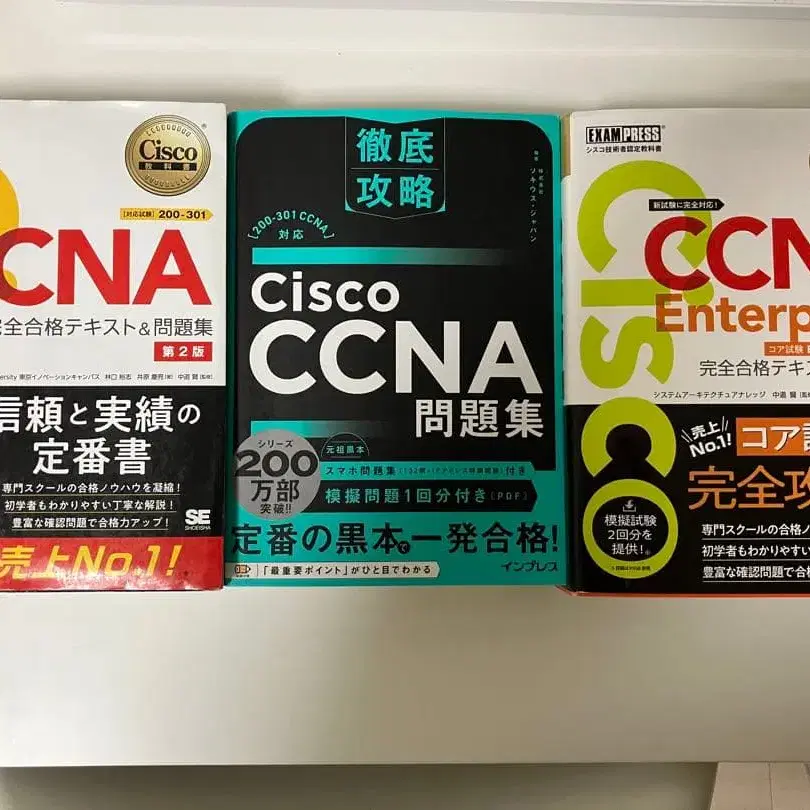 Cisco
教科書
[対応試験] 200-301
CNA
全合格テキスト&問題集
第2版
ersity 東京イノベーションキャンパス 林口 裕志 井原 慶亮[著] 中道 賢[監修]
信頼と実績の
定番書
専門スクールの合格ノウハウを凝縮!
初学者もわかりやすい丁寧な解説!
豊富な確認問題で合格力アップ!
SE
SHOEISHA
売上No.1!
徹底
攻略
株式会社
ソキウス・ジャパン
[200-301 CCNA]
対応
Cisco
CCNA
問題集
シリーズ
200
万部
突破!!
元祖黒本
スマホ問題集
付き
模擬問題1回分付き(PDF)
定番の黒本で一発合格!
「最重要ポイント」がひと目でわかる
インプレス
EXAMPRESS®
シスコ技術者認定教科書
Cisco
新試験に完全対応!
CCN
Enterp
コア試験
完全合格テキス
システムアーキテクチュアナレッジ 中道 賢[監
売上
No.1!
コア
完全攻
模擬試験
2回分を
提供!
専門スクールの合格ノ
初学者もわかりやすい
豊富な確認問題で合格